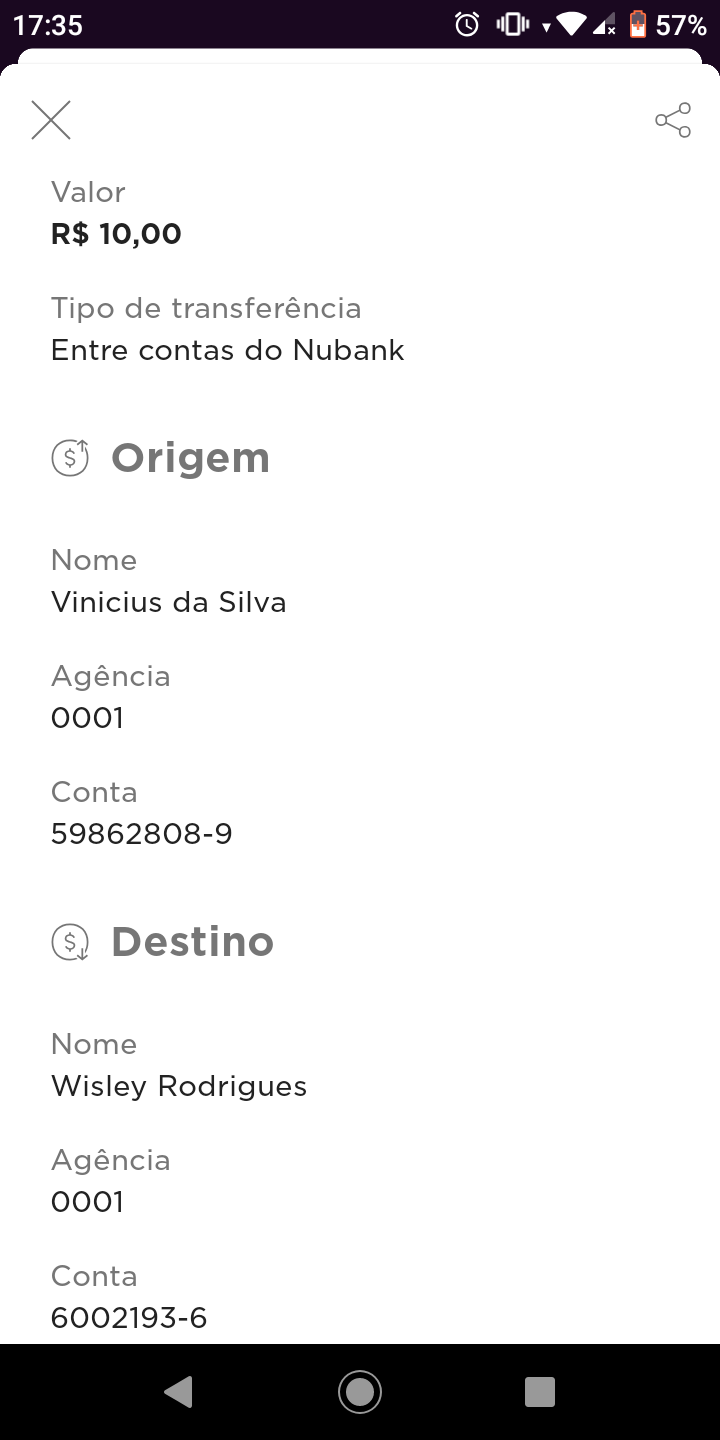 17:35
57%
Valor
R$ 10,00
Tipo de transferência
Entre contas do Nubank
Origem
Nome
Vinicius da Silva
Agência
0001
Conta
59862808-9
Destino
Nome
Wisley Rodrigues
Agência
0001
Conta
6002193-6